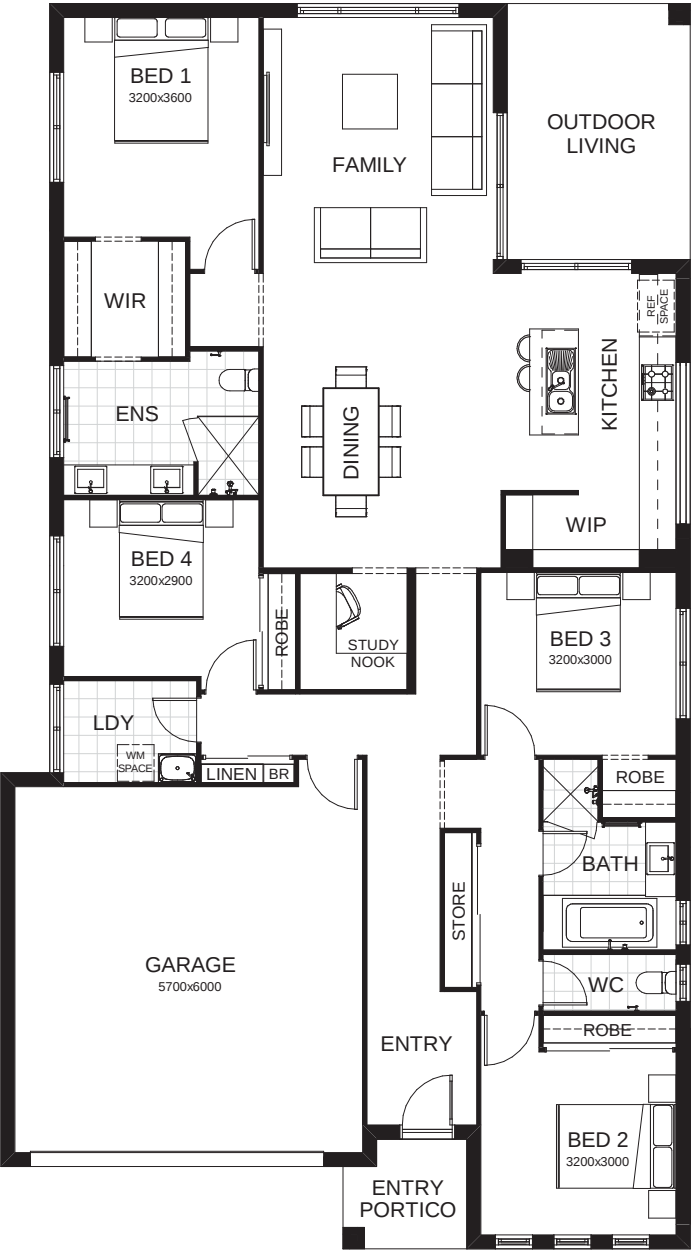 BED 1
3200x3600
OUTDOOR
LIVING
FAMILY
WIR
REF
SPACE
KITCHEN
ENS
DINING
WIP
BED 4
3200x2900
ROBE
STUDY
NOOK
BED 3
3200x3000
LDY
WM
SPACE
LINEN
BR
ROBE
BATH
STORE
GARAGE
5700x6000
WC
ROBE
ENTRY
BED 2
3200x3000
ENTRY
PORTICO